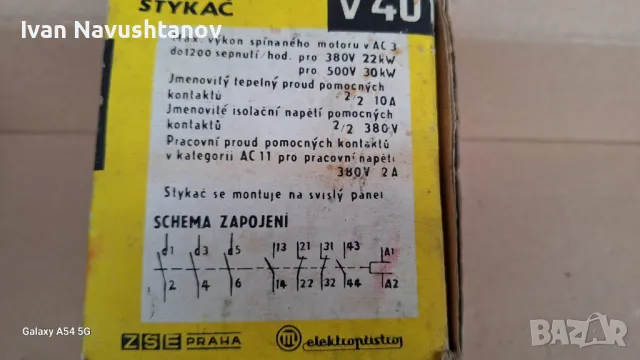 Ivan Navushtanov
STYKAČ V 40
max. výkon spínaného motoru v AC 3
do 1200 sepnutí/hod. pro 380V 22kW
pro 500V 30kW
Jmenovitý tepelný proud pomocných
kontaktů 2/2 10A
Jmenovité isolační napětí pomocných
kontaktů 2/2 380V
Pracovní proud pomocných kontaktů
v kategorii AC 11 pro pracovní napětí
380V 2A
Stykač se montuje na svislý panel
SCHEMA ZAPOJENÍ
1 3 5 13 21 31 43 A1
2 4 6 14 22 32 44 A2
ZSE PRAHA elektropřístroj
Galaxy A54 5G
BAZAR
bg